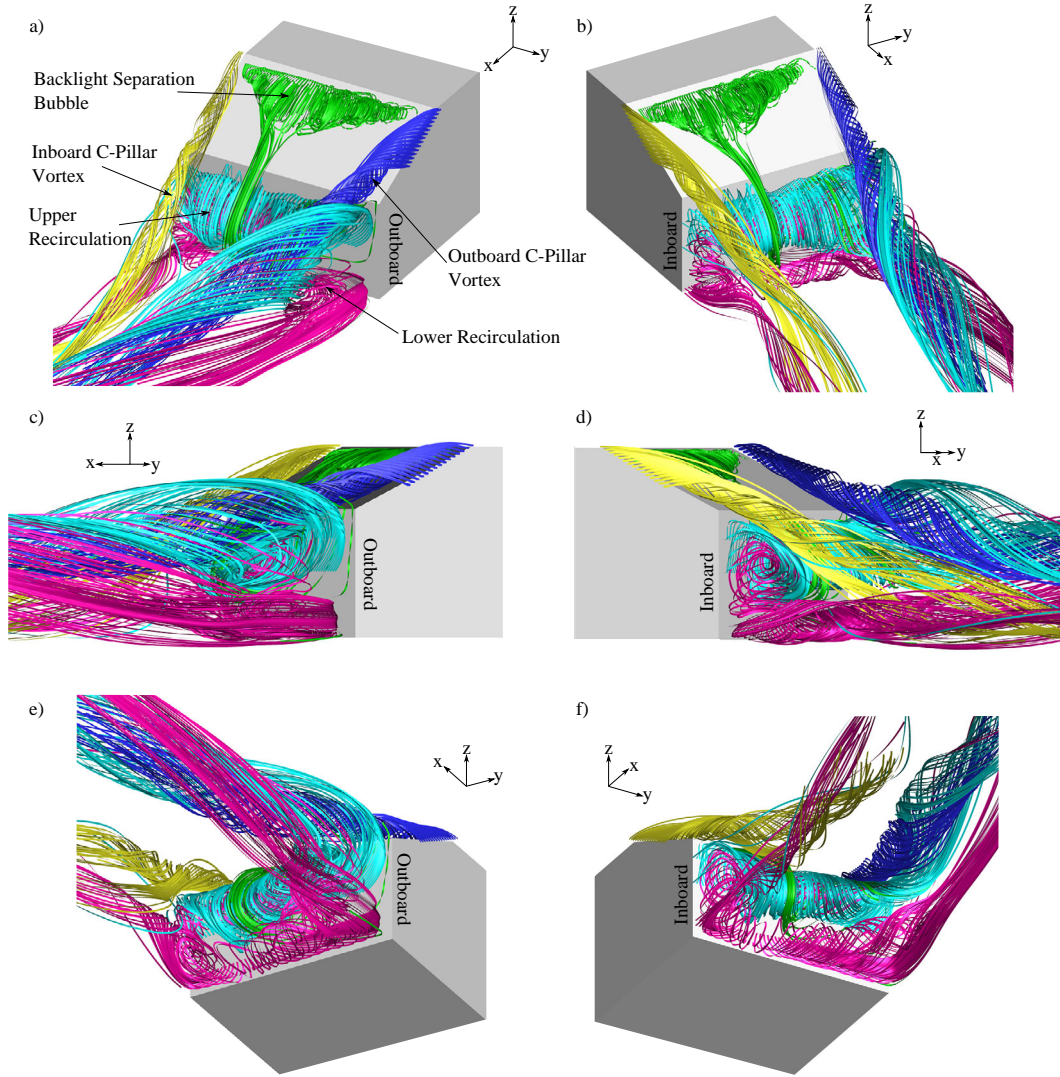 a)
z
y
x
Backlight Separation
Bubble
Inboard C-Pillar
Vortex
Upper
Recirculation
Outboard
Outboard C-Pillar
Vortex
Lower Recirculation
b)
z
y
x
Inboard
c)
z
x
y
Outboard
d)
z
x
y
Inboard
e)
z
x
y
Outboard
f)
z
x
y
Inboard